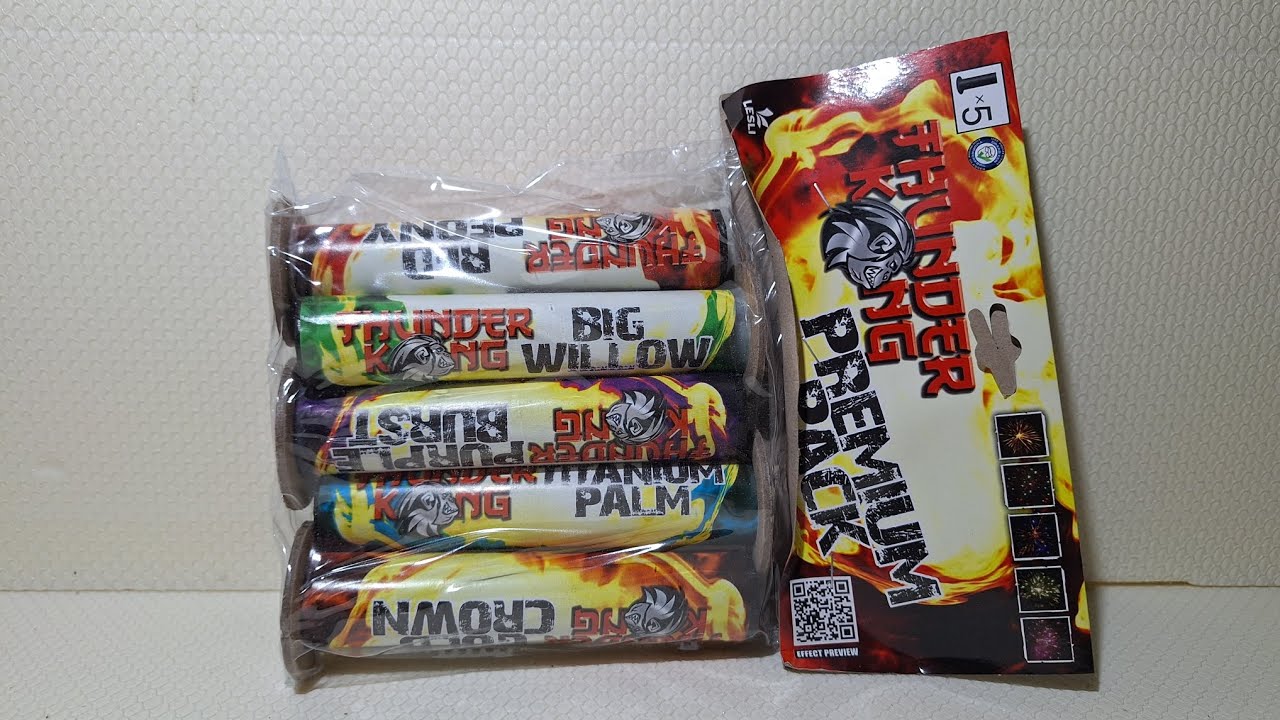 RED
PEONY
THUNDER
KONG
THUNDER
KONG
BIG
WILLOW
PURPLE
BURST
THUNDER
KONG
THUNDER
KONG
TITANIUM
PALM
GOLD
CROWN
KONG
LESLI
1×5
THUNDER
KONG
PREMIUM
PACK
EFFECT PREVIEW